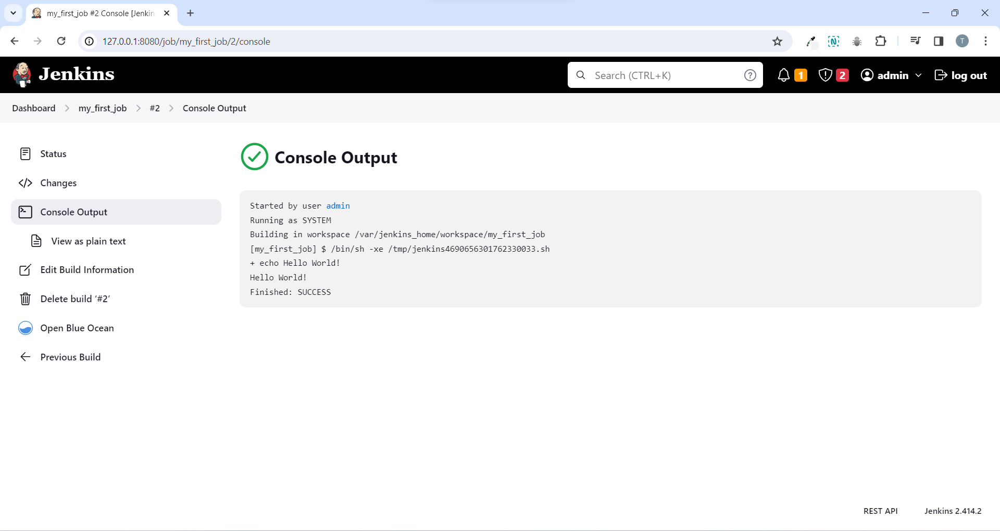 my_first_job #2 Console [Jenkin
127.0.0.1:8080/job/my_first_job/2/console
T
Jenkins
Search (CTRL+K)
1
2
admin
log out
Dashboard
my_first_job
#2
Console Output
Status
Changes
Console Output
View as plain text
Edit Build Information
Delete build ‘#2’
Open Blue Ocean
Previous Build
Console Output
Started by user admin
Running as SYSTEM
Building in workspace /var/jenkins_home/workspace/my_first_job
[my_first_job] $ /bin/sh -xe /tmp/jenkins4690656301762330033.sh
+ echo Hello World!
Hello World!
Finished: SUCCESS
REST API
Jenkins 2.414.2